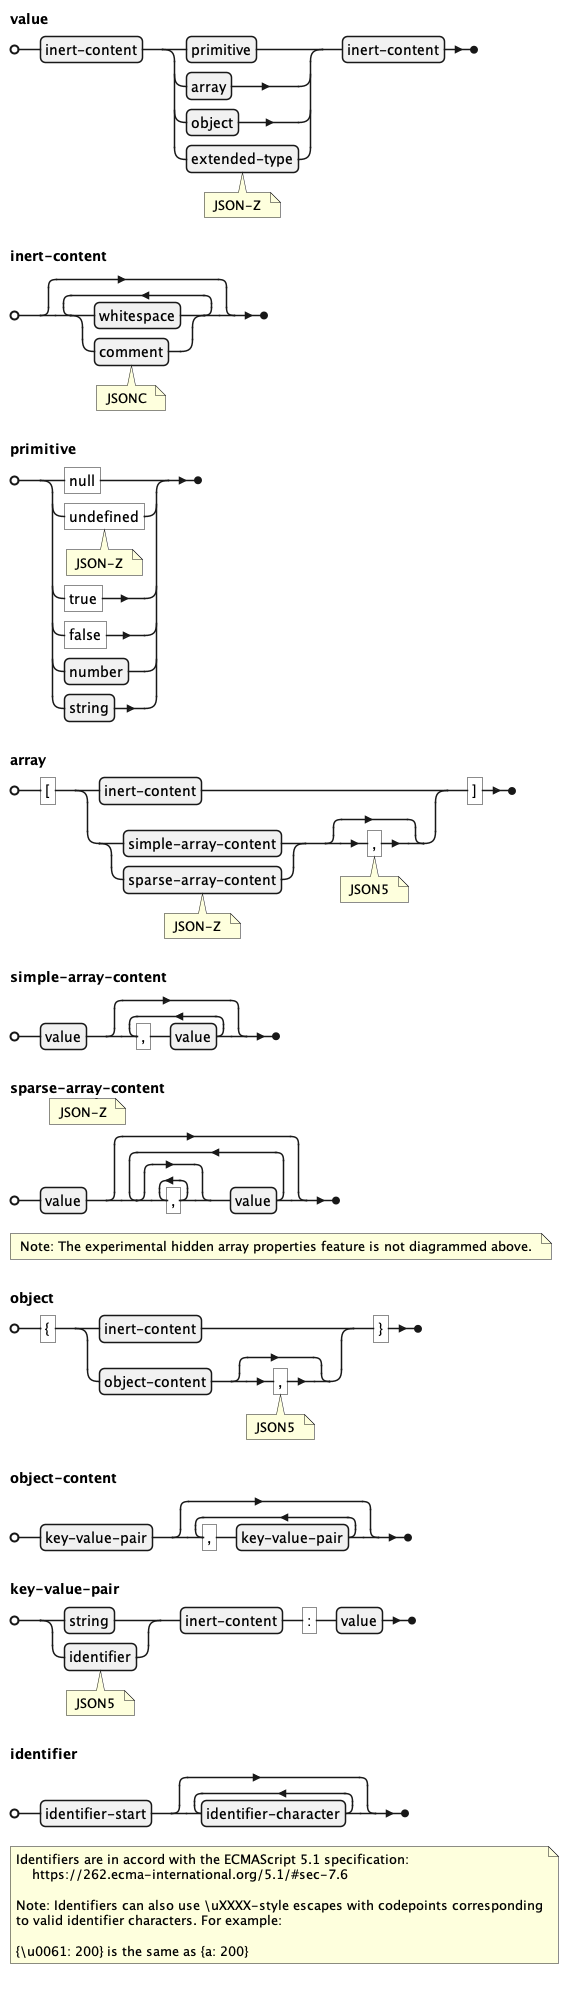 value
inert-content primitive inert-content
array
object
extended-type
JSON-Z
inert-content
whitespace
comment
JSONC
primitive
null
undefined
JSON-Z
true
false
number
string
array
[ inert-content ]
simple-array-content ,
sparse-array-content
JSON5
JSON-Z
simple-array-content
value , value
sparse-array-content
JSON-Z
value , value
Note: The experimental hidden array properties feature is not diagrammed above.
object
{ inert-content }
object-content ,
JSON5
object-content
key-value-pair , key-value-pair
key-value-pair
string inert-content : value
identifier
JSON5
identifier
identifier-start identifier-character
Identifiers are in accord with the ECMAScript 5.1 specification:
https://262.ecma-international.org/5.1/#sec-7.6
Note: Identifiers can also use \uXXXX-style escapes with codepoints corresponding
to valid identifier characters. For example:
{\u0061: 200} is the same as {a: 200}